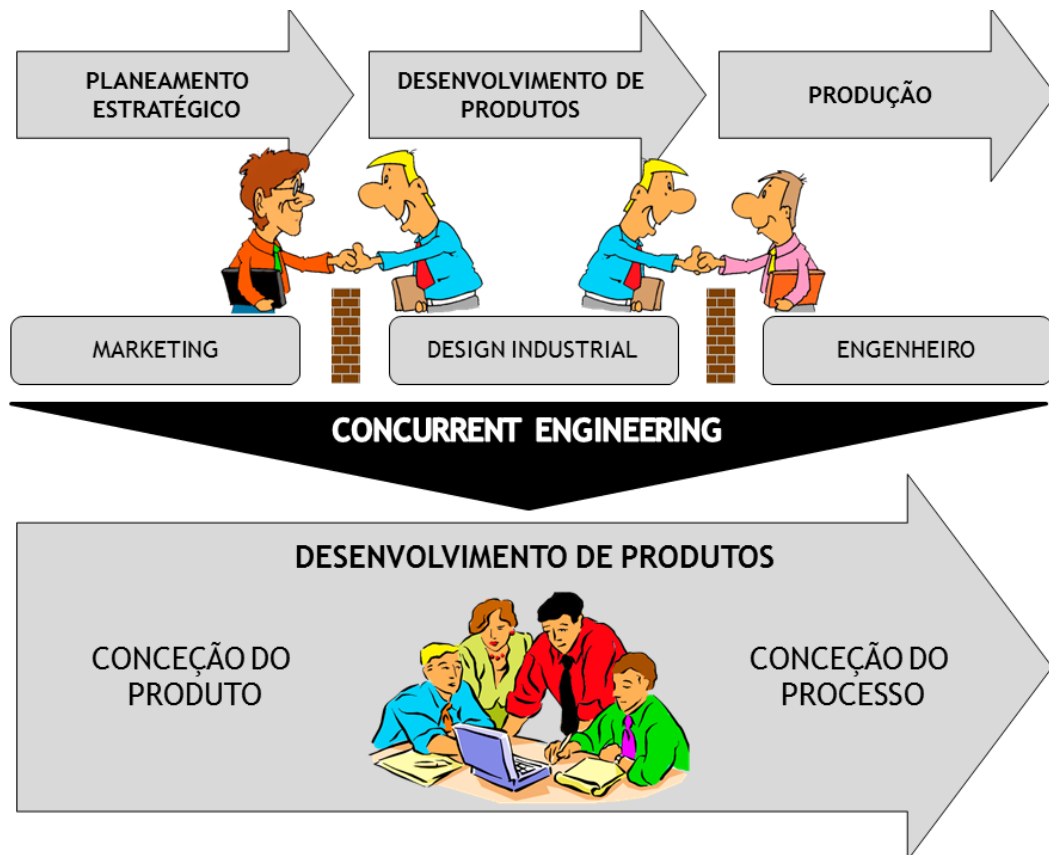 PLANEAMENTO
ESTRATÉGICO
DESENVOLVIMENTO DE
PRODUTOS
PRODUÇÃO
MARKETING
DESIGN INDUSTRIAL
ENGENHEIRO
CONCURRENT ENGINEERING
DESENVOLVIMENTO DE PRODUTOS
CONCEÇÃO DO
PRODUTO
CONCEÇÃO DO
PROCESSO